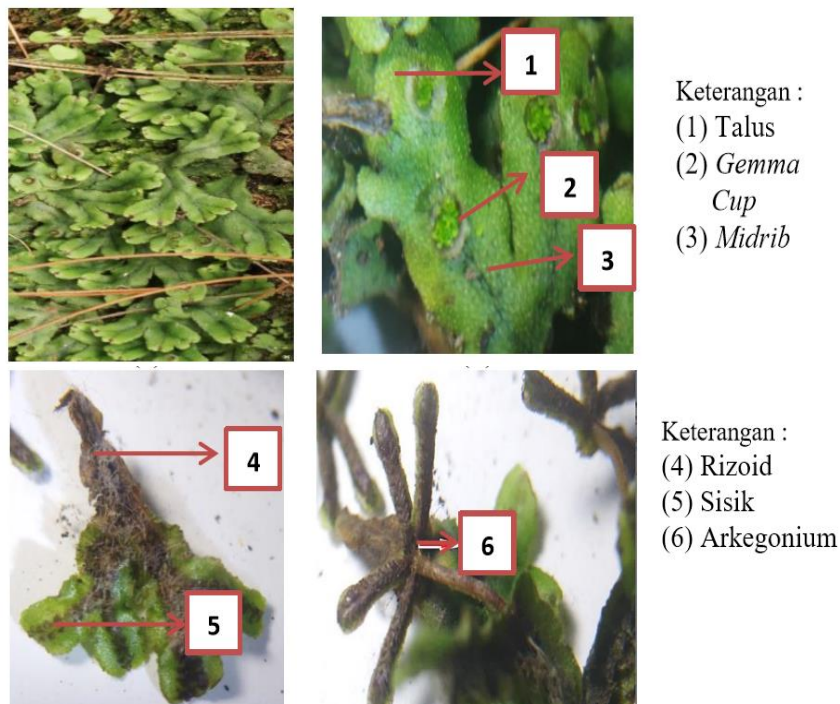 1
2
3
Keterangan :
(1) Talus
(2) Gemma
Cup
(3) Midrib
4
5
6
Keterangan :
(4) Rizoid
(5) Sisik
(6) Arkegonium